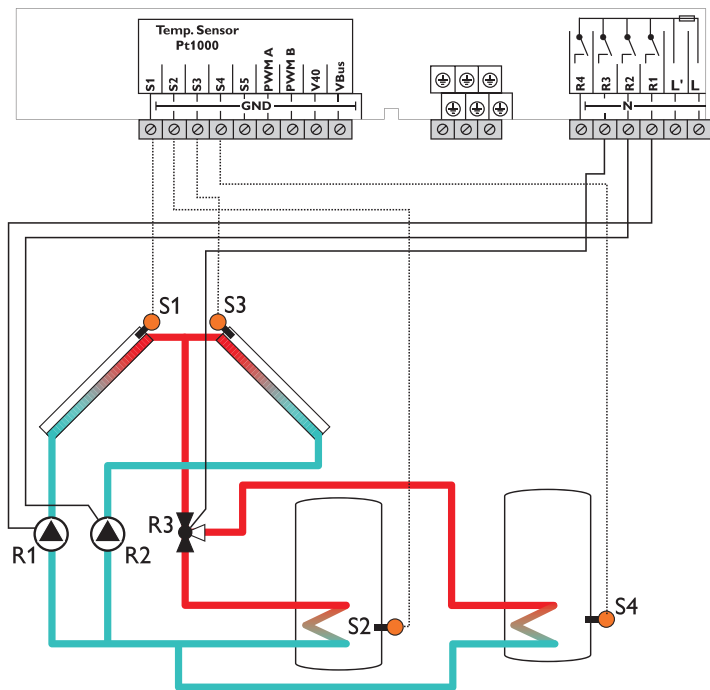 Temp. Sensor
Pt1000
S1
S2
S3
S4
S5
PWM A
PWM B
V40
VBus
GND
R4
R3
R2
R1
L'
L
N
S1
S3
R1
R2
R3
S2
S4